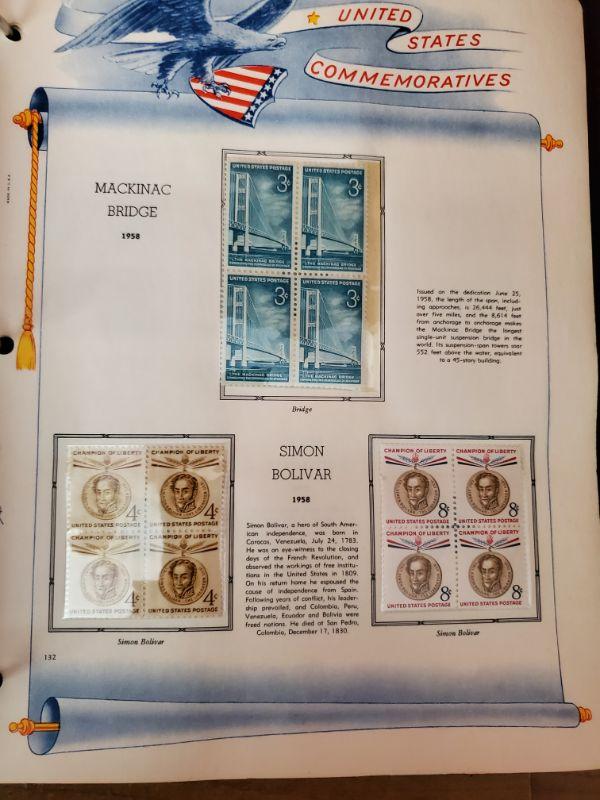 UNITED
STATES
COMMEMORATIVES
MACKINAC
BRIDGE
1958
UNITED STATES POSTAGE
3¢
THE MACKINAC BRIDGE
UNITED STATES POSTAGE
3¢
THE MACKINAC BRIDGE
UNITED STATES POSTAGE
3¢
THE MACKINAC BRIDGE
UNITED STATES POSTAGE
3¢
THE MACKINAC BRIDGE
Issued on the dedication June 25,
1958, the length of the span, includ-
ing approaches, is 26,444 feet, just
over five miles, and the 8,614 feet
from anchorage to anchorage makes
the Mackinac Bridge the longest
single-unit suspension bridge in the
world. Its suspension-span towers soar
552 feet above the water, equivalent
to a 45-story building.
Bridge
CHAMPION OF LIBERTY
4¢
UNITED STATES POSTAGE
CHAMPION OF LIBERTY
4¢
UNITED STATES POSTAGE
CHAMPION OF LIBERTY
4¢
UNITED STATES POSTAGE
CHAMPION OF LIBERTY
4¢
UNITED STATES POSTAGE
Simon Bolivar
SIMON
BOLIVAR
1958
Simon Bolivar, a hero of South Amer-
ican independence, was born in
Caracas, Venezuela, July 24, 1783.
He was an eye-witness to the closing
days of the French Revolution, and
observed the workings of free institutions
in the United States in 1809.
On his return home he espoused the
cause of independence from Spain.
Following years of conflict, his leader-
ship prevailed, and Colombia, Peru,
Venezuela, Ecuador and Bolivia were
freed nations. He died at San Pedro,
Colombia, December 17, 1830.
CHAMPION OF LIBERTY
8¢
UNITED STATES POSTAGE
CHAMPION OF LIBERTY
8¢
UNITED STATES POSTAGE
CHAMPION OF LIBERTY
8¢
UNITED STATES POSTAGE
CHAMPION OF LIBERTY
8¢
UNITED STATES POSTAGE
Simon Bolivar
132